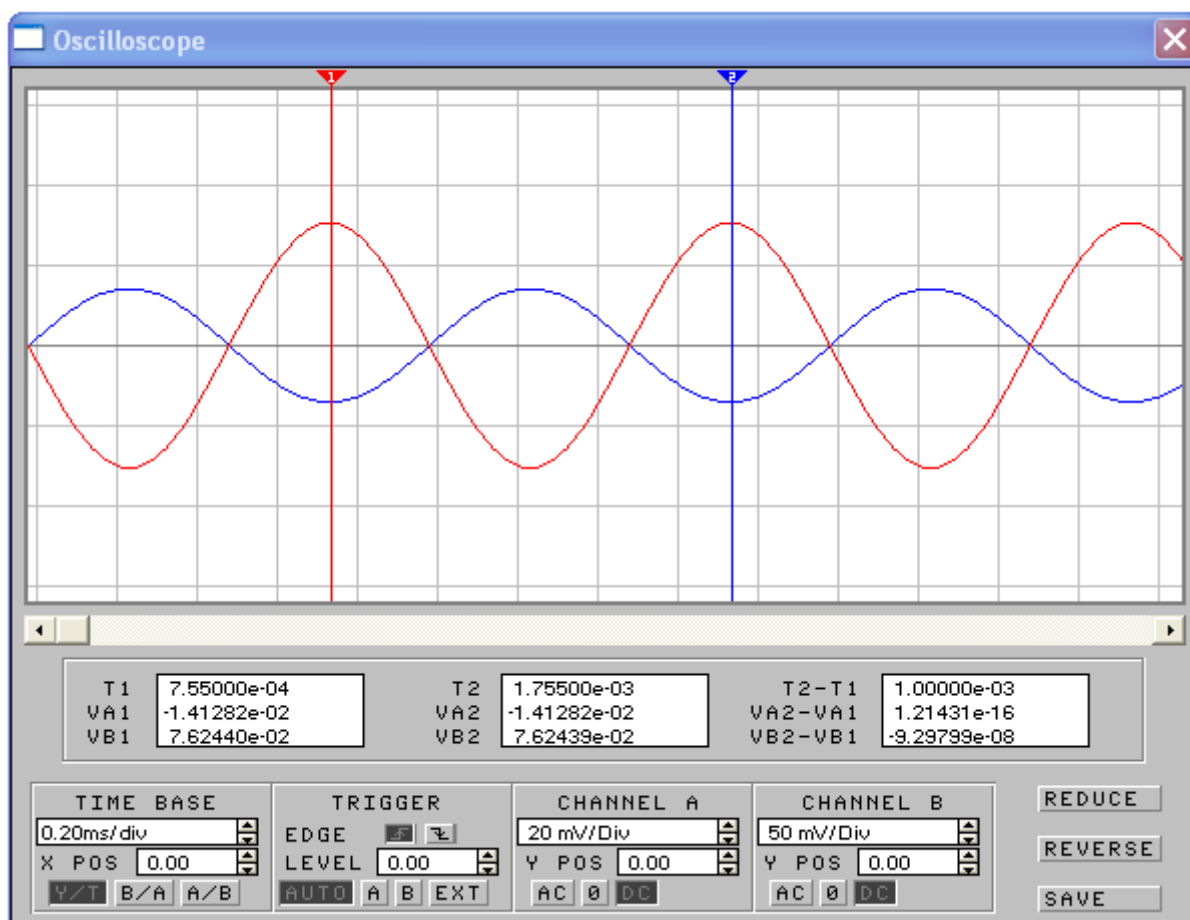 Oscilloscope
1 2
T1 7.55000e-04 T2 1.75500e-03 T2-T1 1.00000e-03
VA1 -1.41282e-02 VA2 -1.41282e-02 VA2-VA1 1.21431e-16
VB1 7.62440e-02 VB2 7.62439e-02 VB2-VB1 -9.29799e-08
TIME BASE
0.20ms/div
X POS 0.00
Y/T B/A A/B
TRIGGER
EDGE
LEVEL 0.00
AUTO A B EXT
CHANNEL A
20 mV/Div
Y POS 0.00
AC 0 DC
CHANNEL B
50 mV/Div
Y POS 0.00
AC 0 DC
REDUCE
REVERSE
SAVE